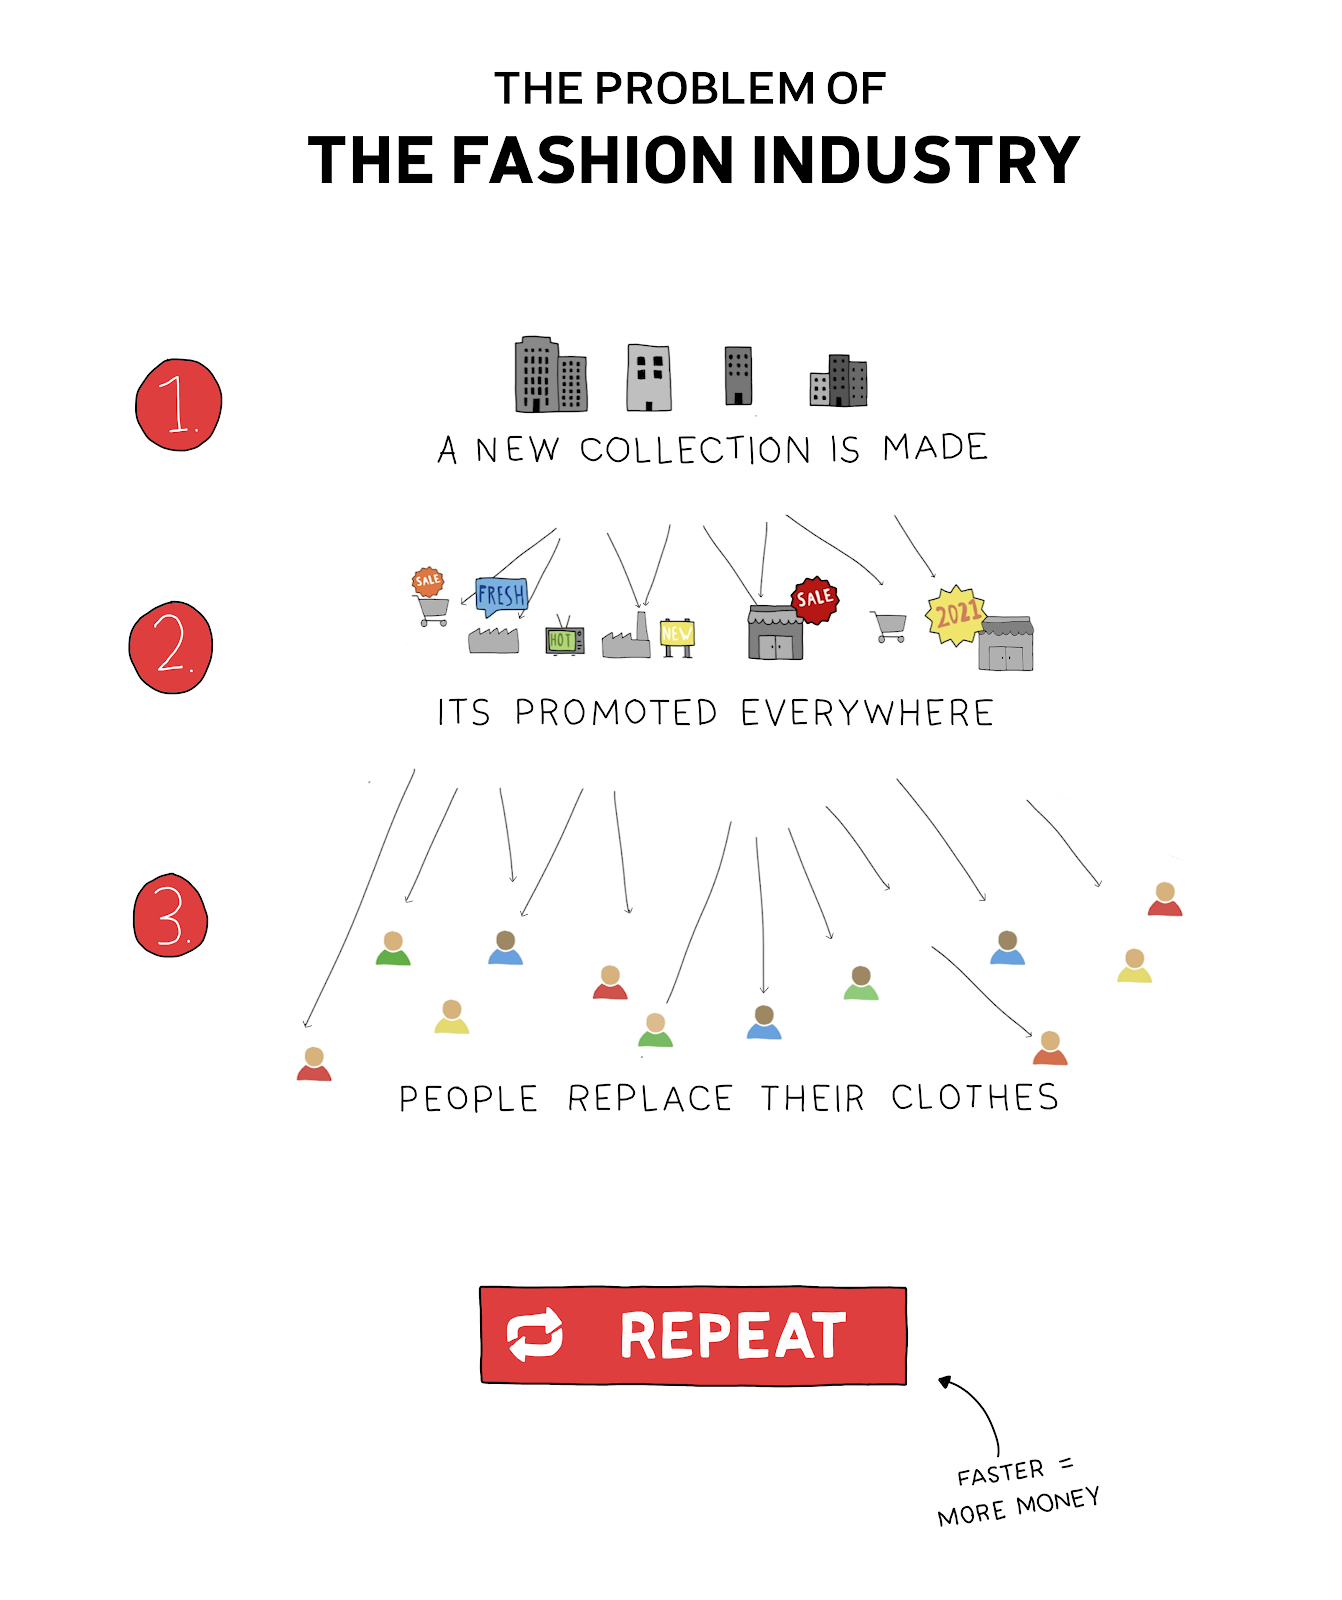 THE PROBLEM OF
THE FASHION INDUSTRY
1.
A NEW COLLECTION IS MADE
SALE
FRESH
HOT
NEW
SALE
2021
2.
ITS PROMOTED EVERYWHERE
3.
PEOPLE REPLACE THEIR CLOTHES
REPEAT
FASTER =
MORE MONEY